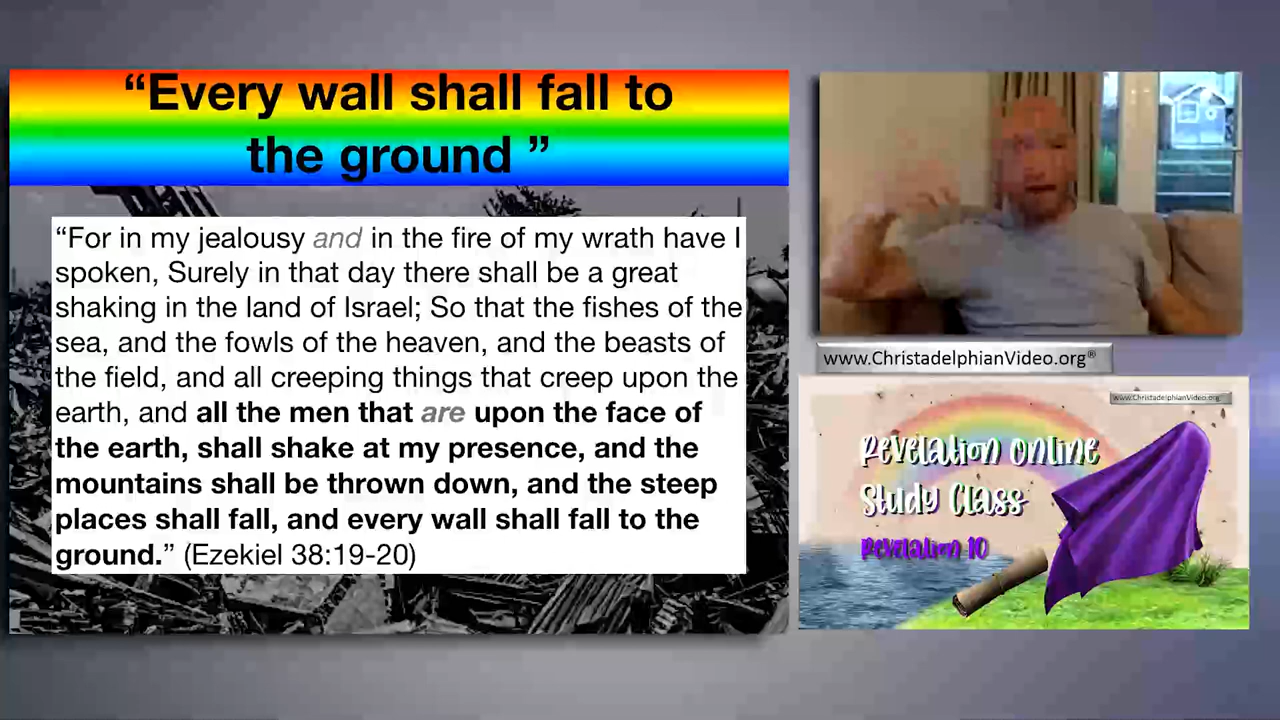 “Every wall shall fall to
the ground ”
“For in my jealousy and in the fire of my wrath have I
spoken, Surely in that day there shall be a great
shaking in the land of Israel; So that the fishes of the
sea, and the fowls of the heaven, and the beasts of
the field, and all creeping things that creep upon the
earth, and all the men that are upon the face of
the earth, shall shake at my presence, and the
mountains shall be thrown down, and the steep
places shall fall, and every wall shall fall to the
ground.” (Ezekiel 38:19-20)
www.ChristadelphianVideo.org®
www.ChristadelphianVideo.org
Revelation Online
Study Class
Revelation 10